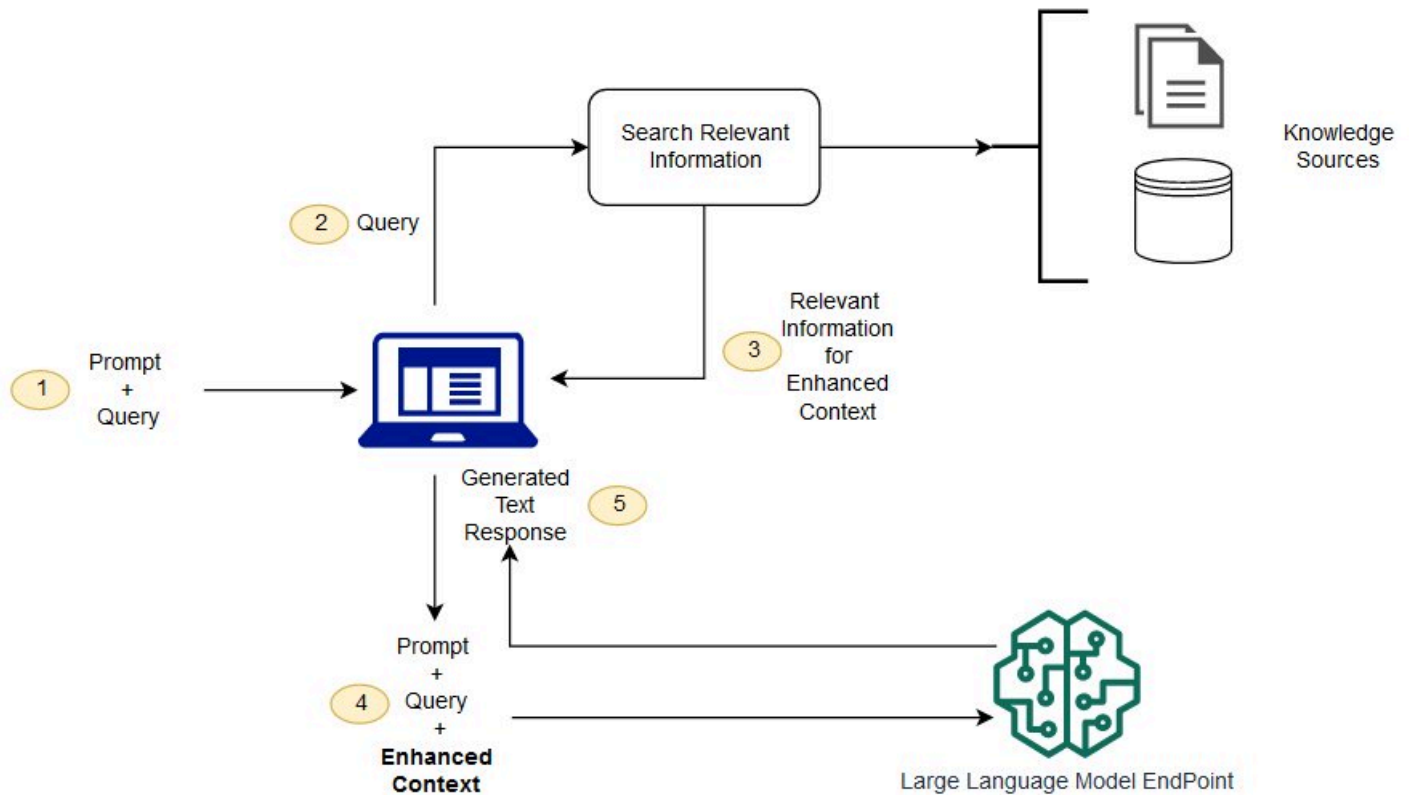 Search Relevant
Information
Knowledge
Sources
2
Query
Relevant
Information
for
Enhanced
Context
3
1
Prompt
+
Query
Generated
Text
Response
5
Prompt
+
4
Query
+
Enhanced
Context
Large Language Model EndPoint